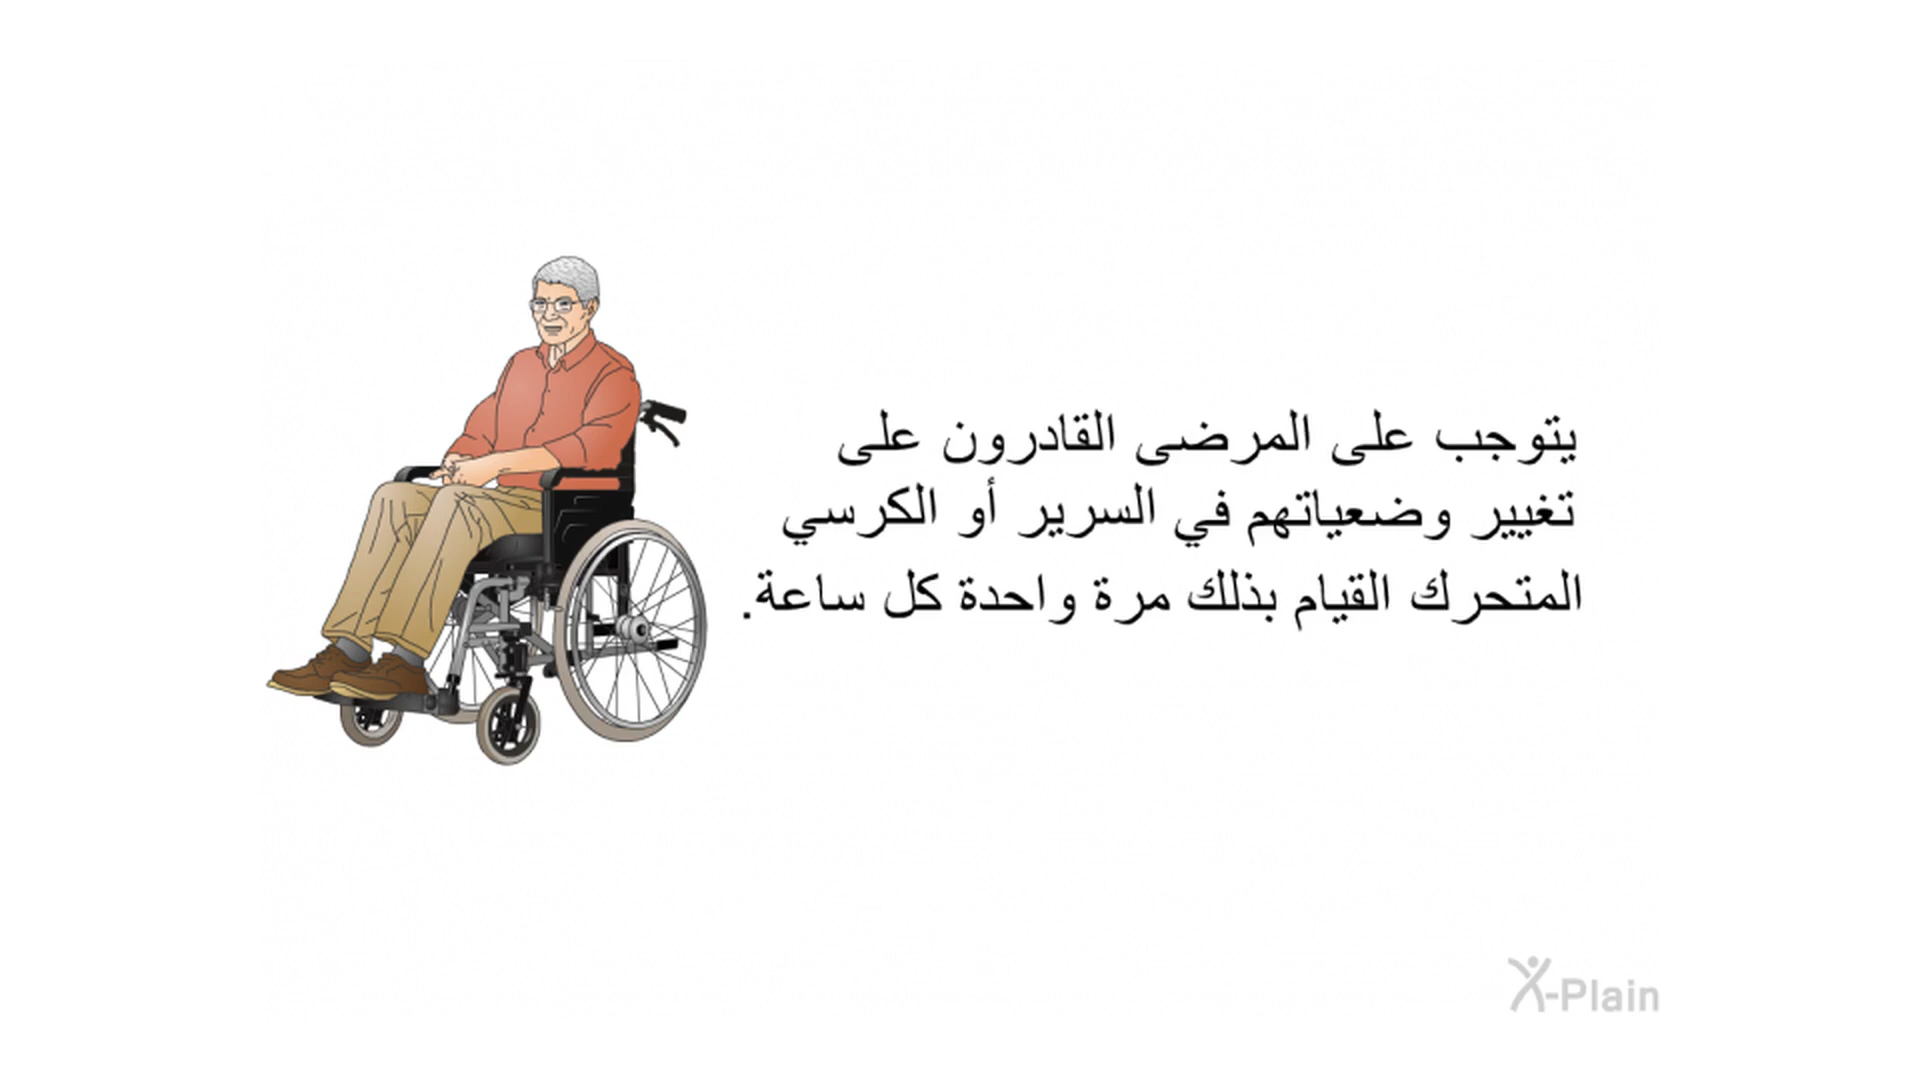 يتوجب على المرضى القادرون على
تغيير وضعياتهم في السرير أو الكرسي
المتحرك القيام بذلك مرة واحدة كل ساعة.
X-Plain